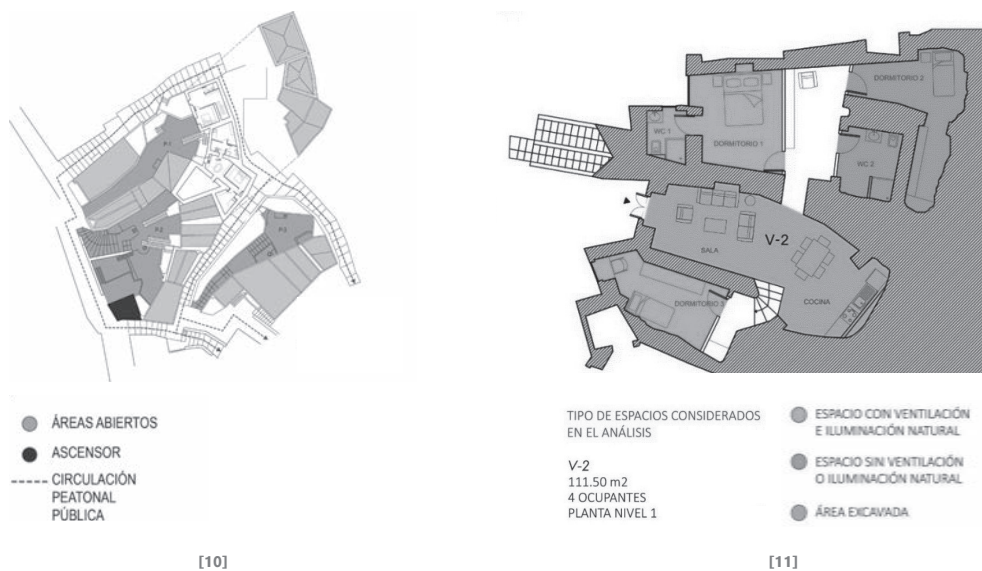 P-1
P-2
P-3
DORMITORIO 2
WC 1
DORMITORIO 1
WC 2
V-2
SALA
DORMITORIO 3
COCINA
ÁREAS ABIERTOS
ASCENSOR
CIRCULACIÓN
PEATONAL
PÚBLICA
TIPO DE ESPACIOS CONSIDERADOS
EN EL ANÁLISIS
V-2
111.50 m2
4 OCUPANTES
PLANTA NIVEL 1
ESPACIO CON VENTILACIÓN
E ILUMINACIÓN NATURAL
ESPACIO SIN VENTILACIÓN
O ILUMINACIÓN NATURAL
ÁREA EXCAVADA
[10]
[11]